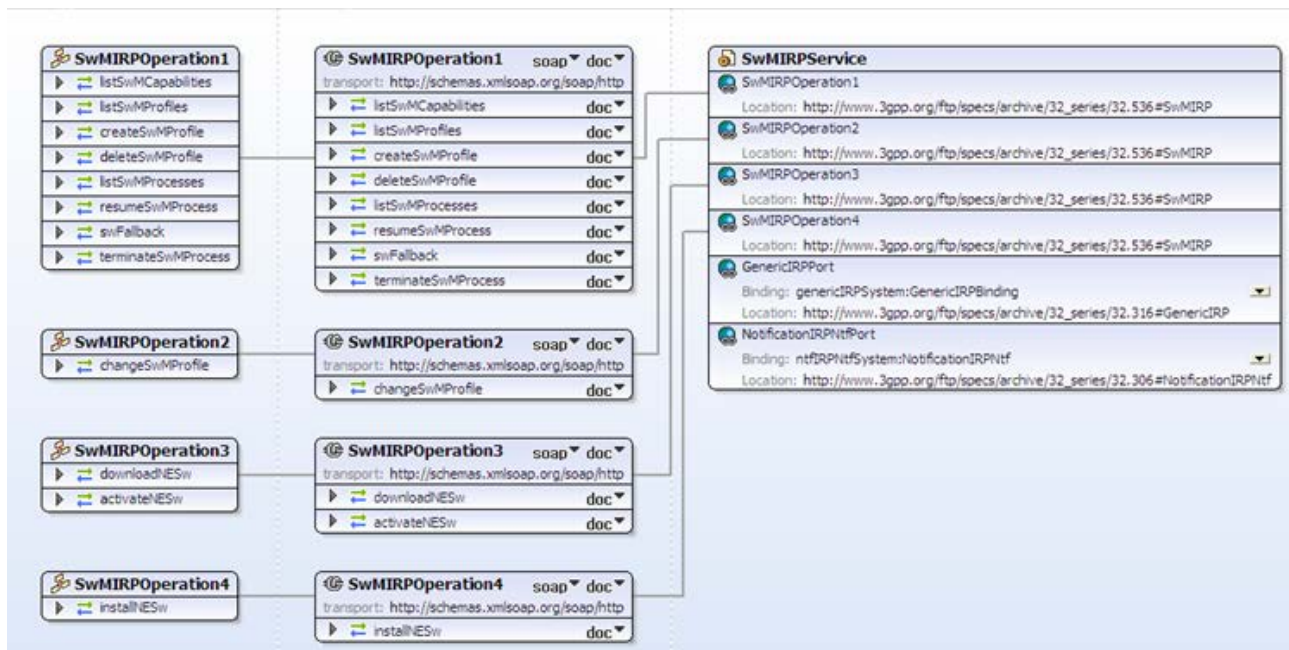 SwMIRPOperation1
listSwMCapabilities
listSwMProfiles
createSwMProfile
deleteSwMProfile
listSwMProcesses
resumeSwMProcess
swFallback
terminateSwMProcess
SwMIRPOperation2
changeSwMProfile
SwMIRPOperation3
downloadNESw
activateNESw
SwMIRPOperation4
installNESw
SwMIRPOperation1 soap doc
transport: http://schemas.xmlsoap.org/soap/http
listSwMCapabilities doc
listSwMProfiles doc
createSwMProfile doc
deleteSwMProfile doc
listSwMProcesses doc
resumeSwMProcess doc
swFallback doc
terminateSwMProcess doc
SwMIRPOperation2 soap doc
transport: http://schemas.xmlsoap.org/soap/http
changeSwMProfile doc
SwMIRPOperation3 soap doc
transport: http://schemas.xmlsoap.org/soap/http
downloadNESw doc
activateNESw doc
SwMIRPOperation4 soap doc
transport: http://schemas.xmlsoap.org/soap/http
installNESw doc
SwMIRPService
SwMIRPOperation1
Location: http://www.3gpp.org/ftp/specs/archive/32_series/32.536#SwMIRP
SwMIRPOperation2
Location: http://www.3gpp.org/ftp/specs/archive/32_series/32.536#SwMIRP
SwMIRPOperation3
Location: http://www.3gpp.org/ftp/specs/archive/32_series/32.536#SwMIRP
SwMIRPOperation4
Location: http://www.3gpp.org/ftp/specs/archive/32_series/32.536#SwMIRP
GenericIRPPort
Binding: genericIRPSystem:GenericIRPBinding
Location: http://www.3gpp.org/ftp/specs/archive/32_series/32.316#GenericIRP
NotificationIRPNtfPort
Binding: ntfIRPNtfSystem:NotificationIRPNtf
Location: http://www.3gpp.org/ftp/specs/archive/32_series/32.306#NotificationIRPNtf